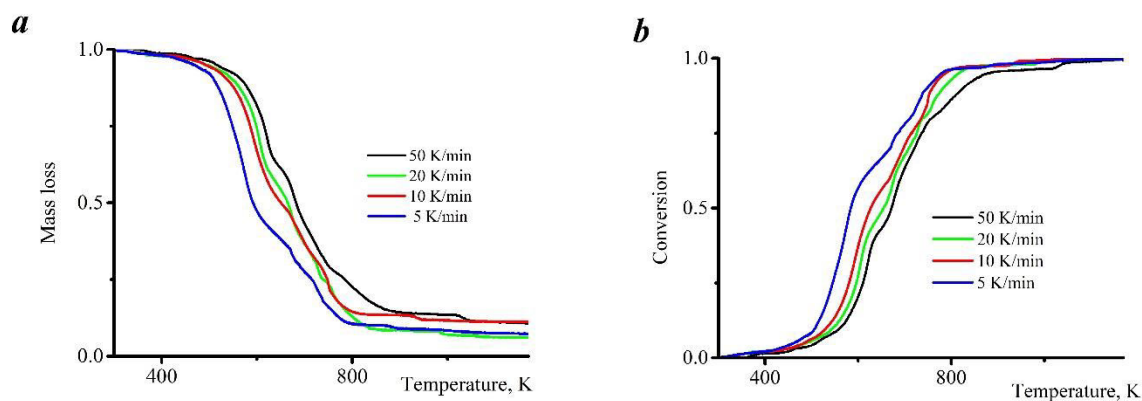 a
1.0
0.5
0.0
Mass loss
50 K/min
20 K/min
10 K/min
5 K/min
400
800
Temperature, K
b
1.0
0.5
0.0
Conversion
50 K/min
20 K/min
10 K/min
5 K/min
400
800
Temperature, K